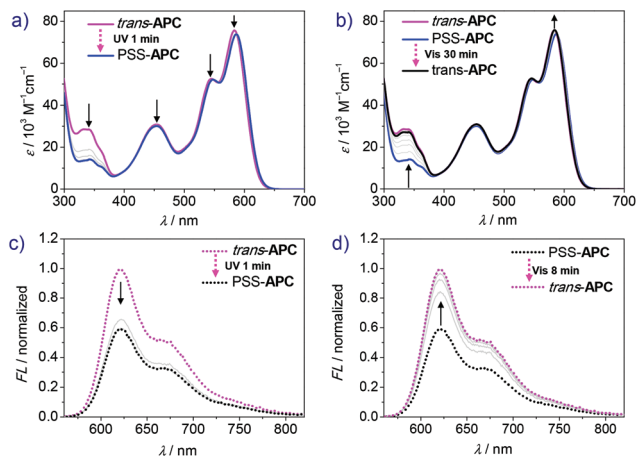 a)
trans-APC
UV 1 min
PSS-APC
ε / 10³ M⁻¹cm⁻¹
80
60
40
20
0
300 400 500 600 700
λ / nm
b)
trans-APC
PSS-APC
Vis 30 min
trans-APC
ε / 10³ M⁻¹cm⁻¹
80
60
40
20
0
300 400 500 600 700
λ / nm
c)
trans-APC
UV 1 min
PSS-APC
FL / normalized
1.2
1.0
0.8
0.6
0.4
0.2
0.0
600 650 700 750 800
λ / nm
d)
PSS-APC
Vis 8 min
trans-APC
FL / normalized
1.2
1.0
0.8
0.6
0.4
0.2
0.0
600 650 700 750 800
λ / nm